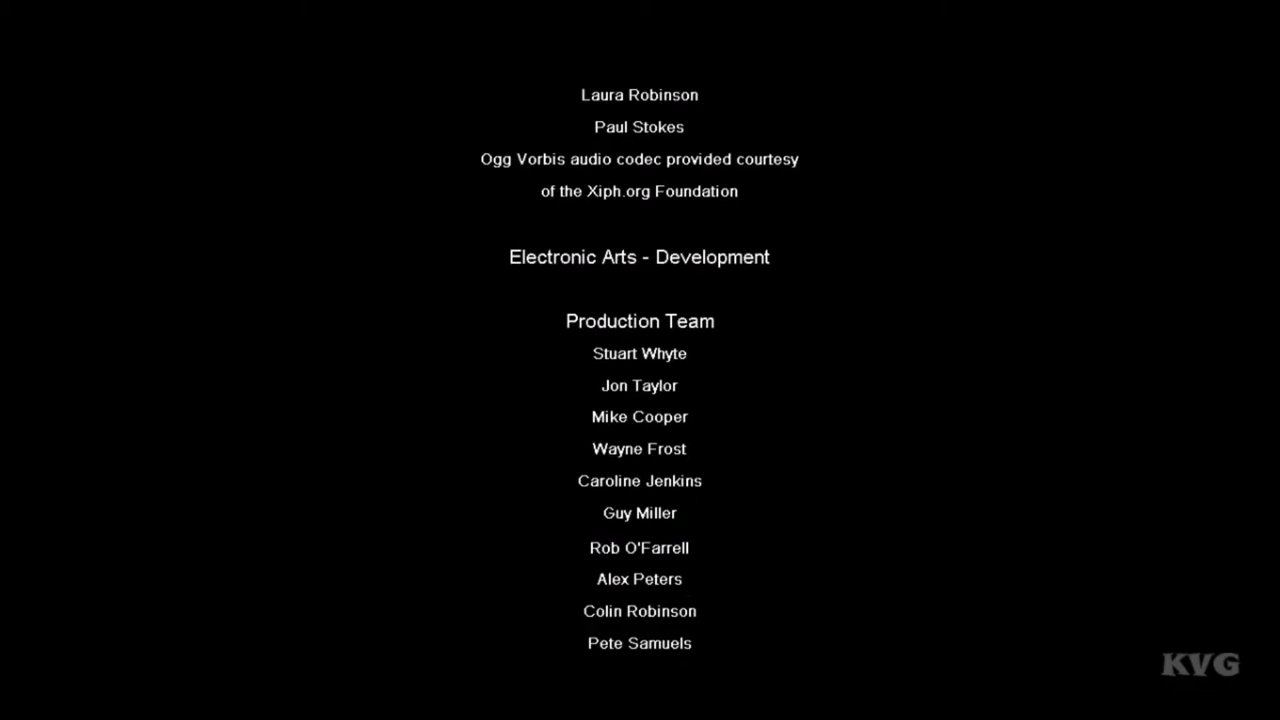 Laura Robinson
Paul Stokes
Ogg Vorbis audio codec provided courtesy
of the Xiph.org Foundation
Electronic Arts - Development
Production Team
Stuart Whyte
Jon Taylor
Mike Cooper
Wayne Frost
Caroline Jenkins
Guy Miller
Rob O'Farrell
Alex Peters
Colin Robinson
Pete Samuels
KVG